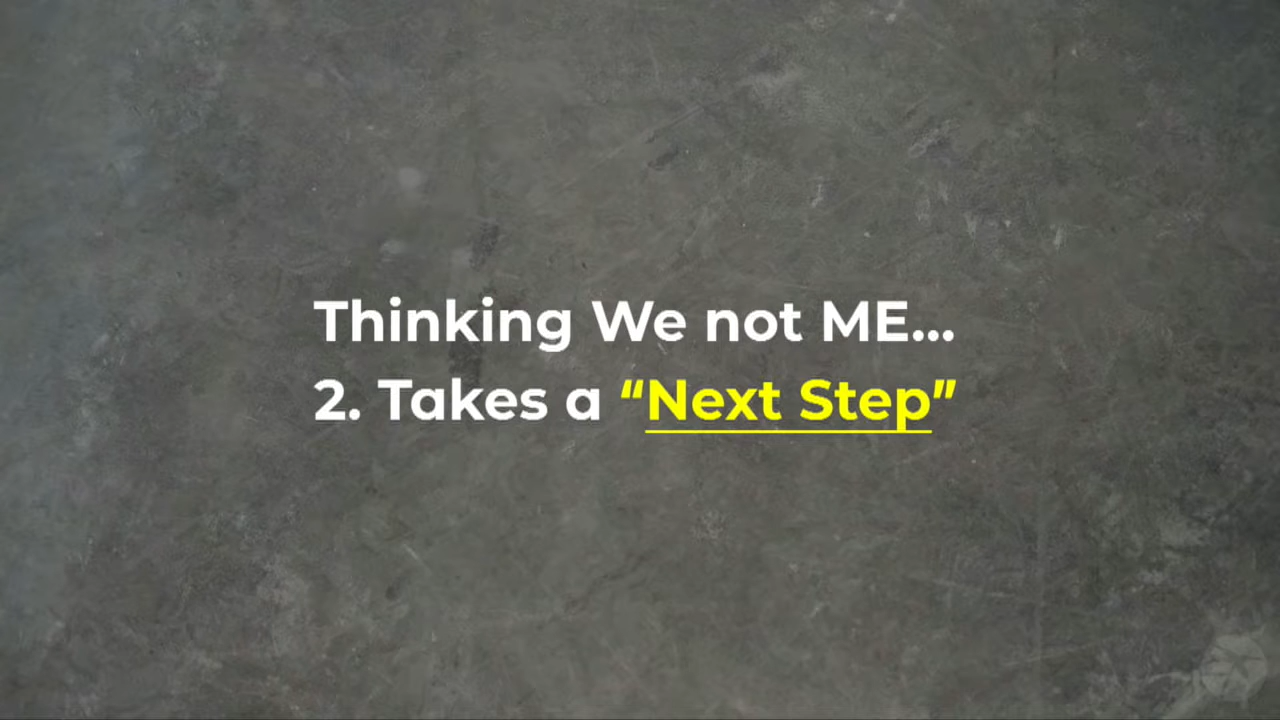 Thinking We not ME...
2. Takes a “Next Step”